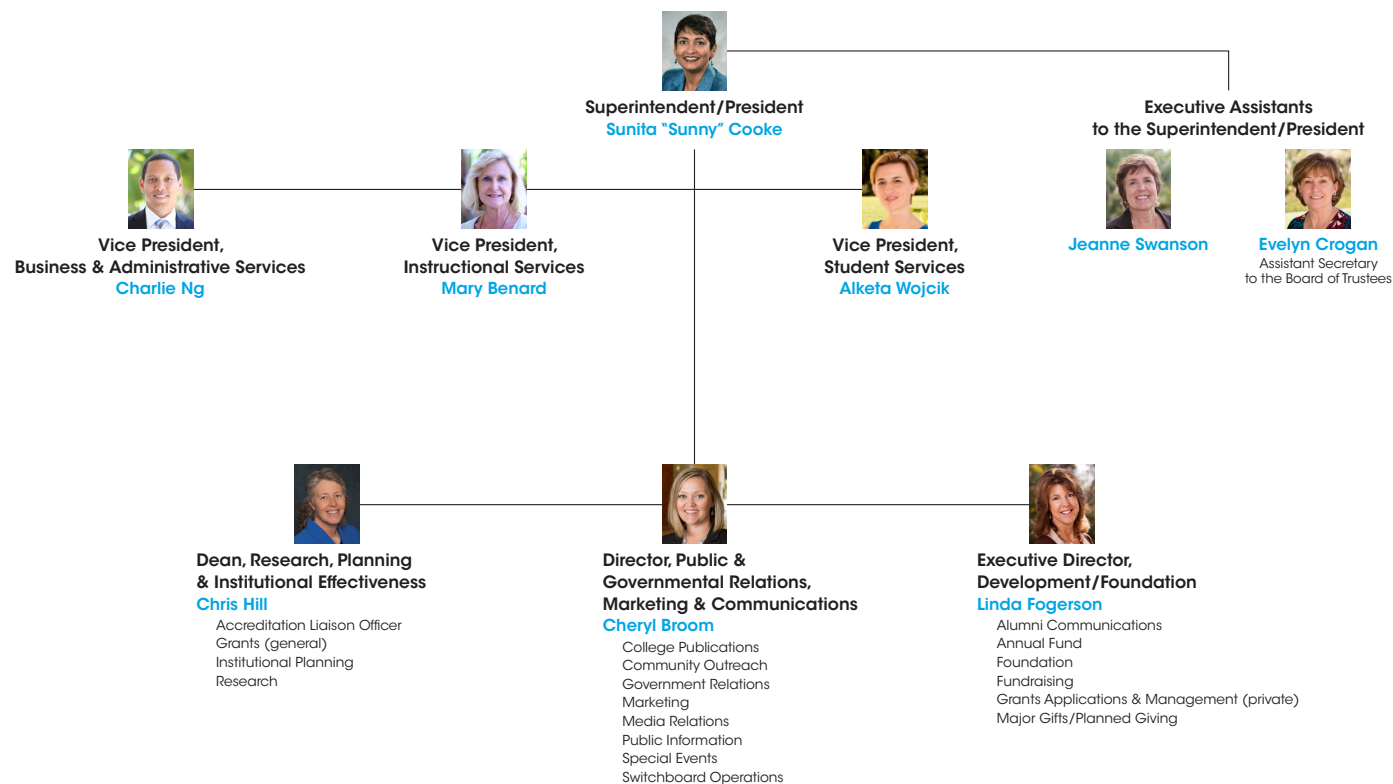 Superintendent/President
Sunita “Sunny” Cooke
Executive Assistants
to the Superintendent/President
Vice President,
Business & Administrative Services
Charlie Ng
Vice President,
Instructional Services
Mary Benard
Vice President,
Student Services
Alketa Wojcik
Jeanne Swanson
Evelyn Crogan
Assistant Secretary
to the Board of Trustees
Dean, Research, Planning
& Institutional Effectiveness
Chris Hill
Accreditation Liaison Officer
Grants (general)
Institutional Planning
Research
Director, Public &
Governmental Relations,
Marketing & Communications
Cheryl Broom
College Publications
Community Outreach
Government Relations
Marketing
Media Relations
Public Information
Special Events
Switchboard Operations
Executive Director,
Development/Foundation
Linda Fogerson
Alumni Communications
Annual Fund
Foundation
Fundraising
Grants Applications & Management (private)
Major Gifts/Planned Giving